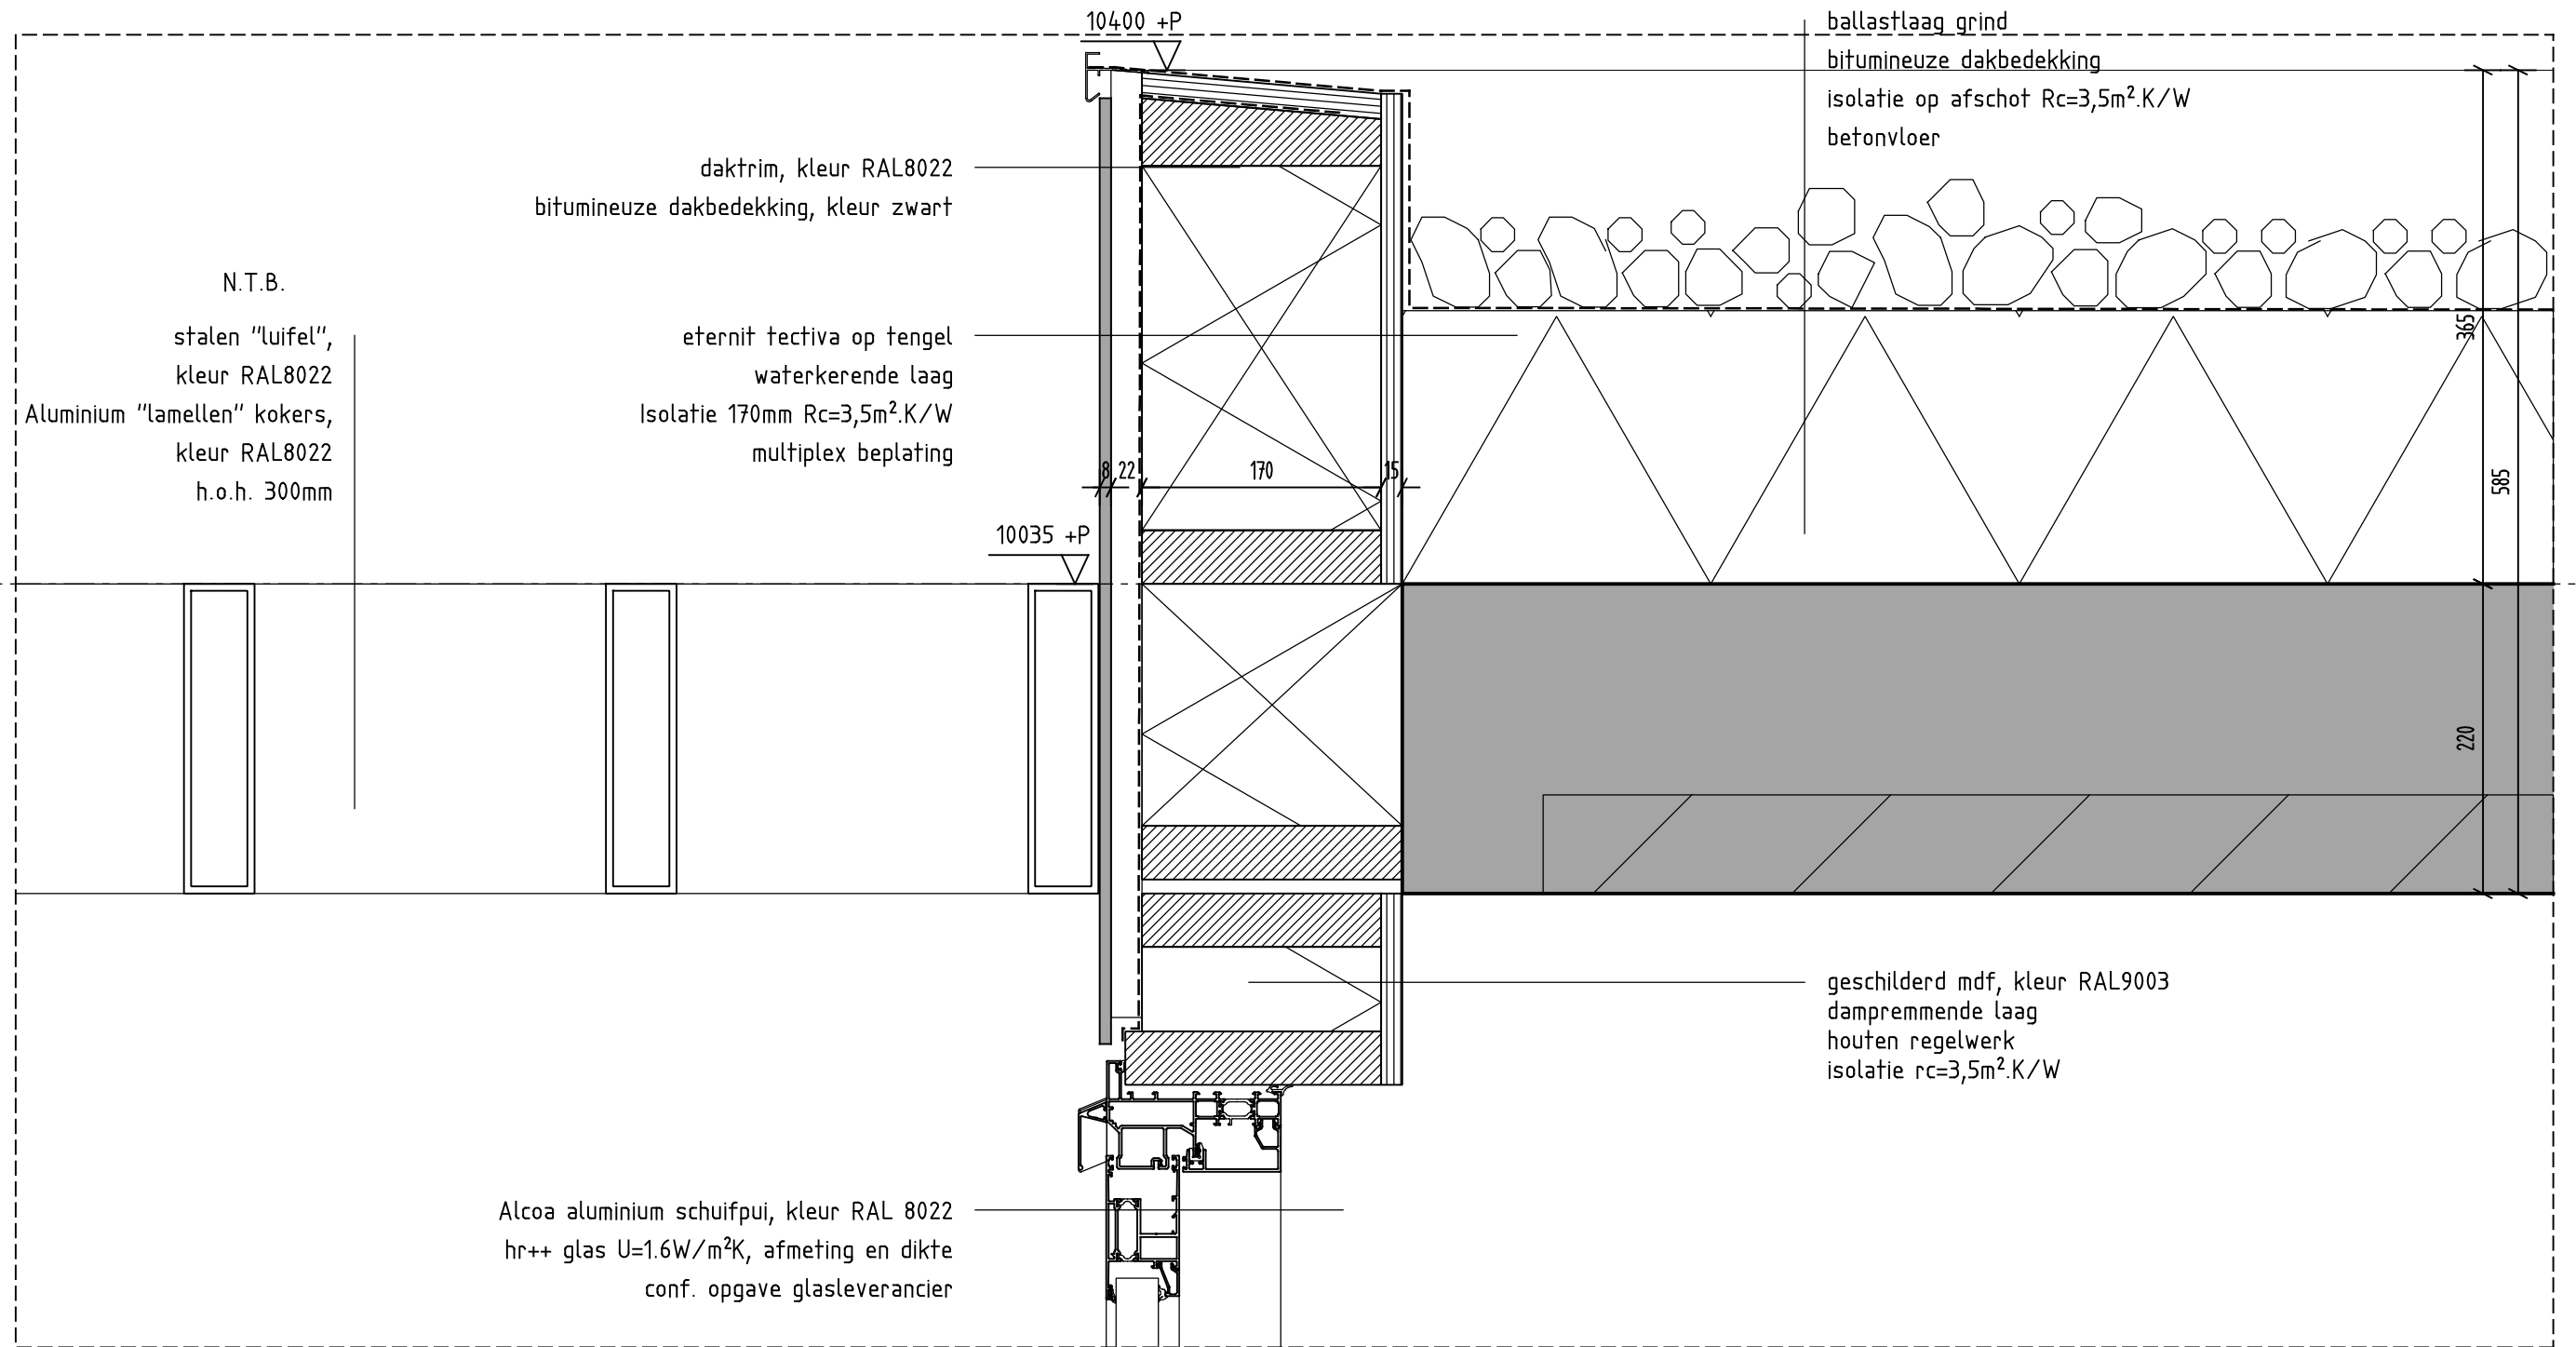 10400 +P
ballastlaag grind
bitumineuze dakbedekking
isolatie op afschot Rc=3,5m².K/W
betonvloer
daktrim, kleur RAL8022
bitumineuze dakbedekking, kleur zwart
N.T.B.
stalen "luifel",
kleur RAL8022
Aluminium "lamellen" kokers,
kleur RAL8022
h.o.h. 300mm
eternit tectiva op tengel
waterkerende laag
Isolatie 170mm Rc=3,5m².K/W
multiplex beplating
8 22 170 15
365
585
10035 +P
220
geschilderd mdf, kleur RAL9003
dampremmende laag
houten regelwerk
isolatie rc=3,5m².K/W
Alcoa aluminium schuifpui, kleur RAL 8022
hr++ glas U=1.6W/m²K, afmeting en dikte
conf. opgave glasleverancier